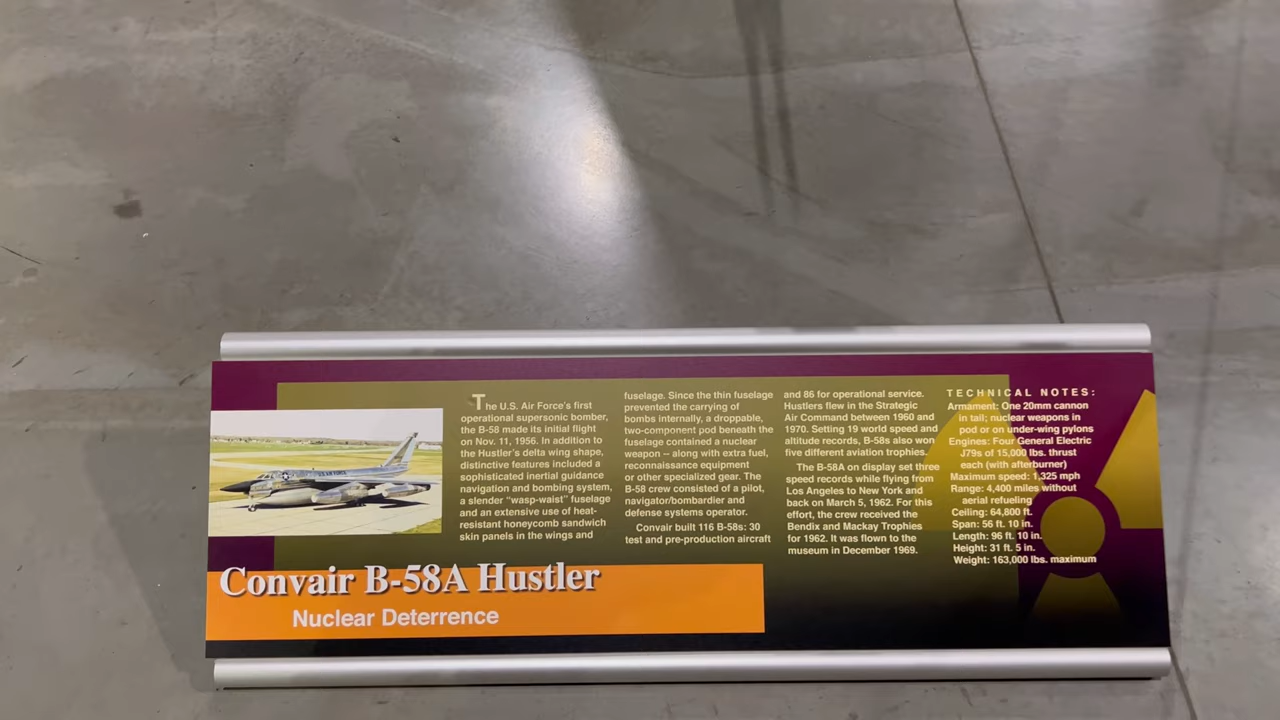 The U.S. Air Force's first
operational supersonic bomber,
the B-58 made its initial flight
on Nov. 11, 1956. In addition to
the Hustler's delta wing shape,
distinctive features included a
sophisticated inertial guidance
navigation and bombing system,
a slender "wasp-waist" fuselage
and an extensive use of heat-
resistant honeycomb sandwich
skin panels in the wings and
fuselage. Since the thin fuselage
prevented the carrying of
bombs internally, a droppable,
two-component pod beneath the
fuselage contained a nuclear
weapon -- along with extra fuel,
reconnaissance equipment
or other specialized gear. The
B-58 crew consisted of a pilot,
navigator/bombardier and
defense systems operator.
Convair built 116 B-58s: 30
test and pre-production aircraft
and 86 for operational service.
Hustlers flew in the Strategic
Air Command between 1960 and
1970. Setting 19 world speed and
altitude records, B-58s also won
five different aviation trophies.
The B-58A on display set three
speed records while flying from
Los Angeles to New York and
back on March 5, 1962. For this
effort, the crew received the
Bendix and Mackay Trophies
for 1962. It was flown to the
museum in December 1969.
TECHNICAL NOTES:
Armament: One 20mm cannon
in tail; nuclear weapons in
pod or on under-wing pylons
Engines: Four General Electric
J79s of 15,000 lbs. thrust
each (with afterburner)
Maximum speed: 1,325 mph
Range: 4,400 miles without
aerial refueling
Ceiling: 64,800 ft.
Span: 56 ft. 10 in.
Length: 96 ft. 10 in.
Height: 31 ft. 5 in.
Weight: 163,000 lbs. maximum
U.S. AIR FORCE
Convair B-58A Hustler
Nuclear Deterrence